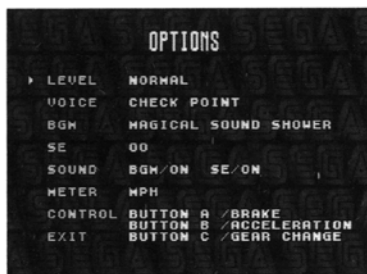 OPTIONS
LEVEL NORMAL
VOICE CHECK POINT
BGM MAGICAL SOUND SHOWER
SE 00
SOUND BGM/ON SE/ON
METER MPH
CONTROL BUTTON A /BRAKE
BUTTON B /ACCELERATION
EXIT BUTTON C /GEAR CHANGE